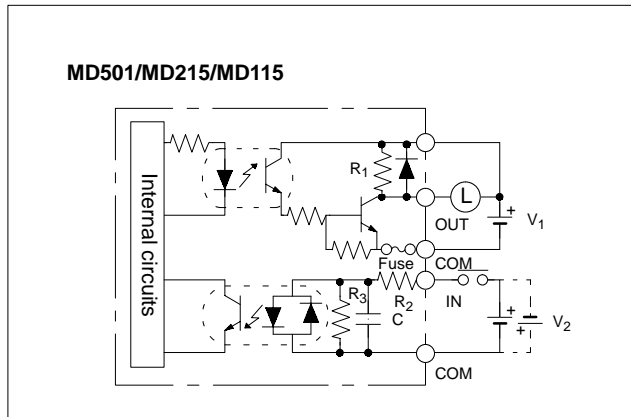 MD501/MD215/MD115
Internal circuits
R1
L
OUT
+
V1
Fuse
COM
R3
R2
IN
C
+
+
V2
COM